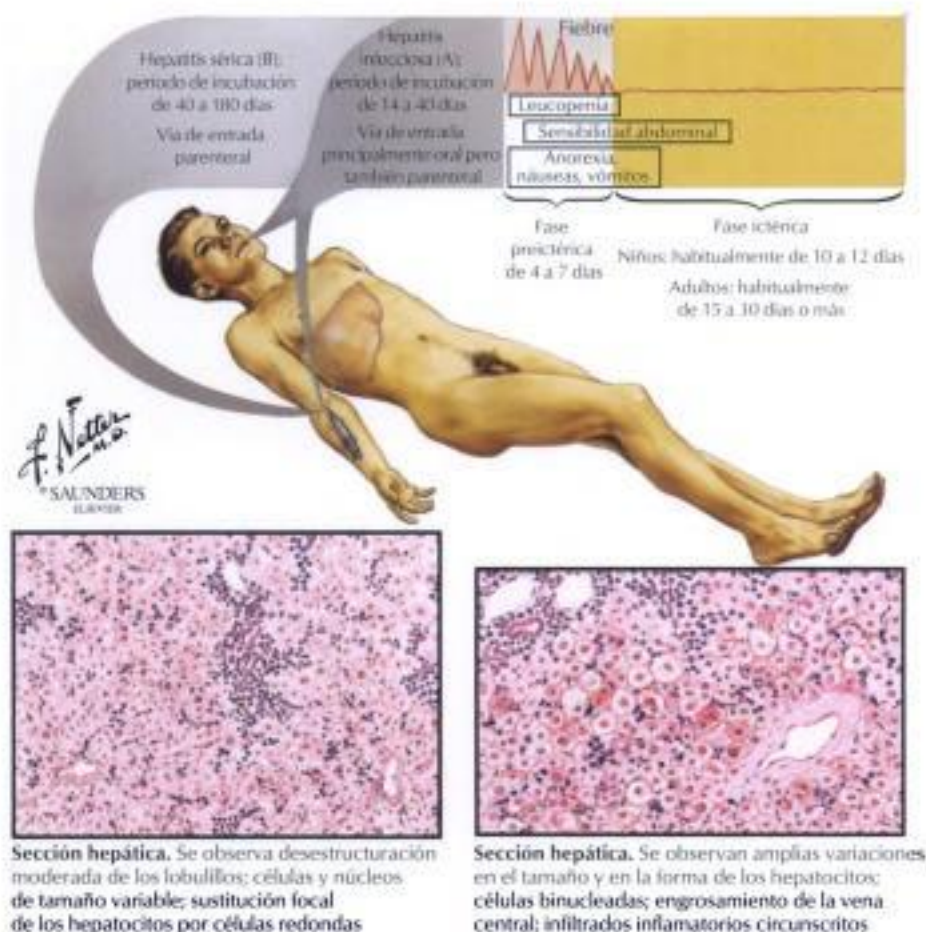 Hepatitis sérica (B):
periodo de incubación
de 40 a 180 días
Vía de entrada
parenteral
Hepatitis
infecciosa (A):
periodo de incubación
de 14 a 40 días
Vía de entrada
principalmente oral pero
también parenteral
Fiebre
Leucopenia
Sensibilidad abdominal
Anorexia,
náuseas, vómitos
Fase
preictérica
de 4 a 7 días
Fase ictérica
Niños: habitualmente de 10 a 12 días
Adultos: habitualmente
de 15 a 30 días o más
F. Netter
M.D.
© SAUNDERS
ELSEVIER
Sección hepática. Se observa desestructuración
moderada de los lobulillos; células y núcleos
de tamaño variable; sustitución focal
de los hepatocitos por células redondas
Sección hepática. Se observan amplias variaciones
en el tamaño y en la forma de los hepatocitos;
células binucleadas; engrosamiento de la vena
central; infiltrados inflamatorios circunscritos